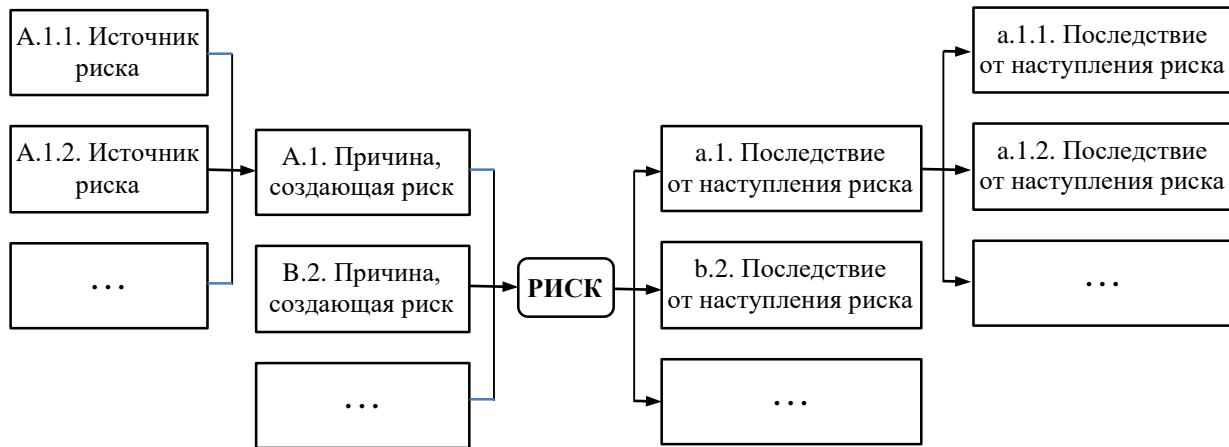 А.1.1. Источник
риска
А.1.2. Источник
риска
…
А.1. Причина,
создающая риск
В.2. Причина,
создающая риск
…
РИСК
а.1. Последствие
от наступления риска
b.2. Последствие
от наступления риска
…
а.1.1. Последствие
от наступления риска
а.1.2. Последствие
от наступления риска
…